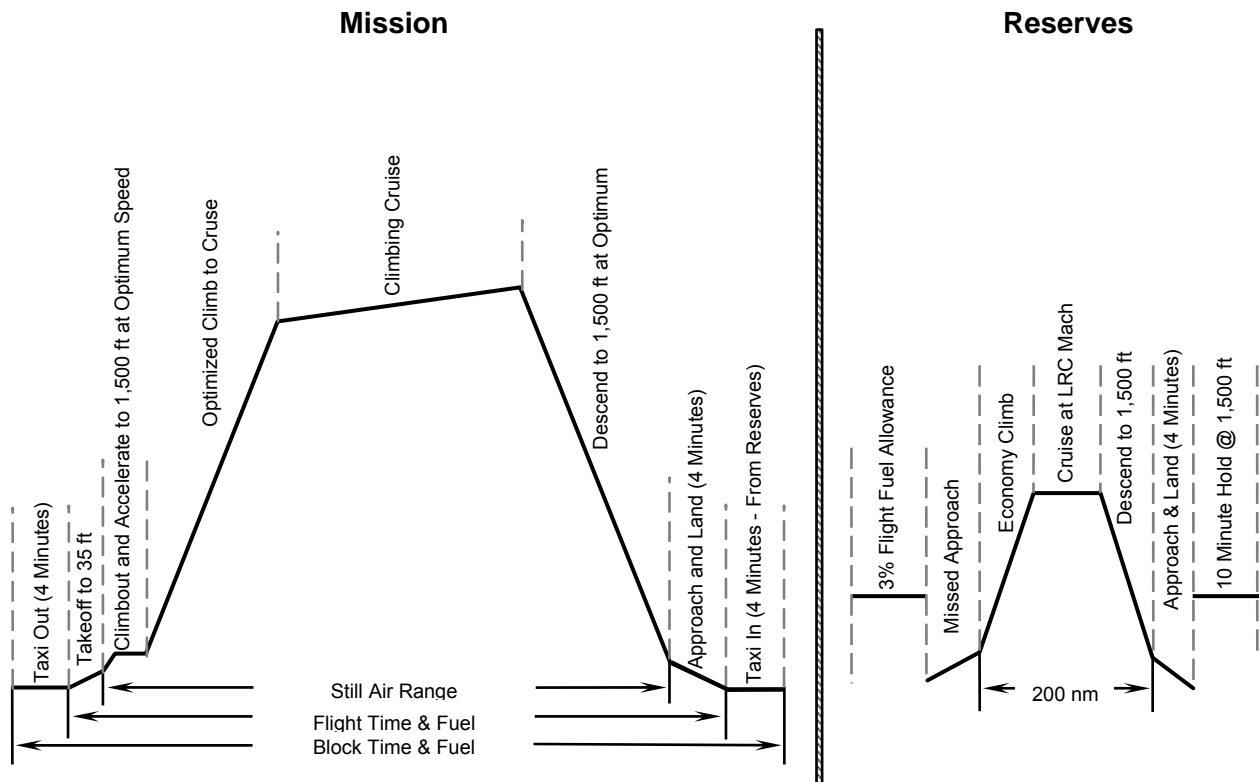 Mission
Reserves
Taxi Out (4 Minutes)
Takeoff to 35 ft
Climbout and Accelerate to 1,500 ft at Optimum Speed
Optimized Climb to Cruse
Climbing Cruise
Descend to 1,500 ft at Optimum
Approach and Land (4 Minutes)
Taxi In (4 Minutes - From Reserves)
Still Air Range
Flight Time & Fuel
Block Time & Fuel
3% Flight Fuel Allowance
Missed Approach
Economy Climb
Cruise at LRC Mach
Descend to 1,500 ft
Approach & Land (4 Minutes)
10 Minute Hold @ 1,500 ft
200 nm